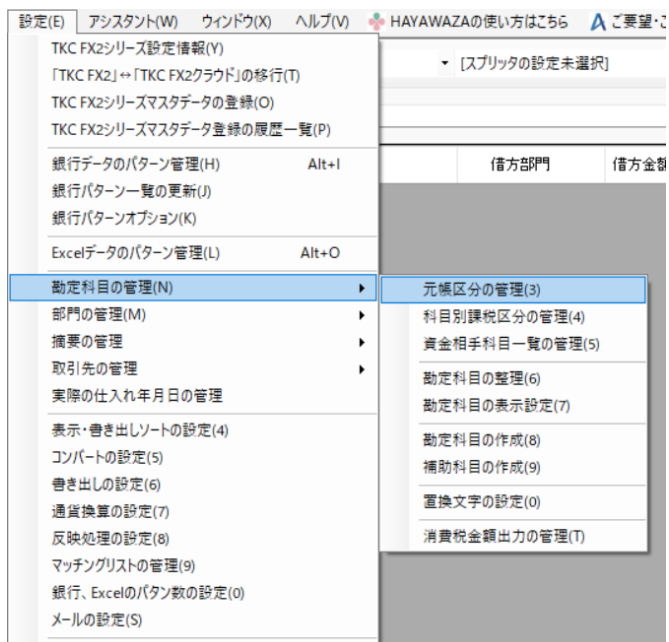 設定(E) アシスタント(W) ウィンドウ(X) ヘルプ(V) HAYAWAZAの使い方はこちら ご要望・
[スプリッタの設定未選択]
借方部門 借方金額
TKC FX2シリーズ設定情報(Y)
「TKC FX2」↔「TKC FX2クラウド」の移行(T)
TKC FX2シリーズマスタデータの登録(O)
TKC FX2シリーズマスタデータ登録の履歴一覧(P)
銀行データのパターン管理(H) Alt+I
銀行パターン一覧の更新(J)
銀行パターンオプション(K)
Excelデータのパターン管理(L) Alt+O
勘定科目の管理(N)
部門の管理(M)
摘要の管理
取引先の管理
実際の仕入れ年月日の管理
表示・書き出しソートの設定(4)
コンバートの設定(5)
書き出しの設定(6)
通貨換算の設定(7)
反映処理の設定(8)
マッチングリストの管理(9)
銀行、Excelのパタン数の設定(0)
メールの設定(S)
元帳区分の管理(3)
科目別課税区分の管理(4)
資金相手科目一覧の管理(5)
勘定科目の整理(6)
勘定科目の表示設定(7)
勘定科目の作成(8)
補助科目の作成(9)
置換文字の設定(0)
消費税金額出力の管理(T)